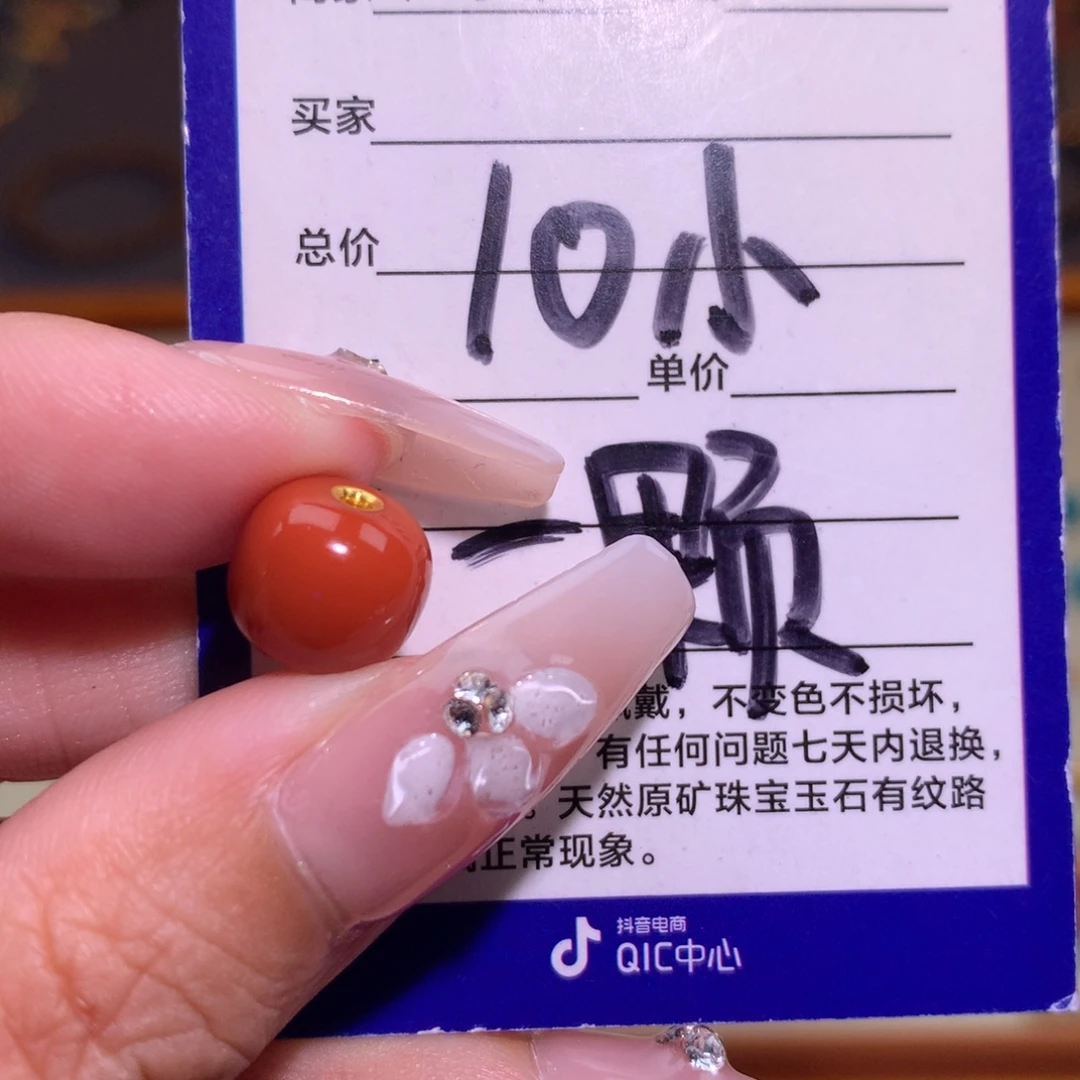 买家
总价 10小
单价
一颗
戴，不变色不损坏，
有任何问题七天内退换，
。天然原矿珠宝玉石有纹路
正常现象。
抖音电商
QIC中心